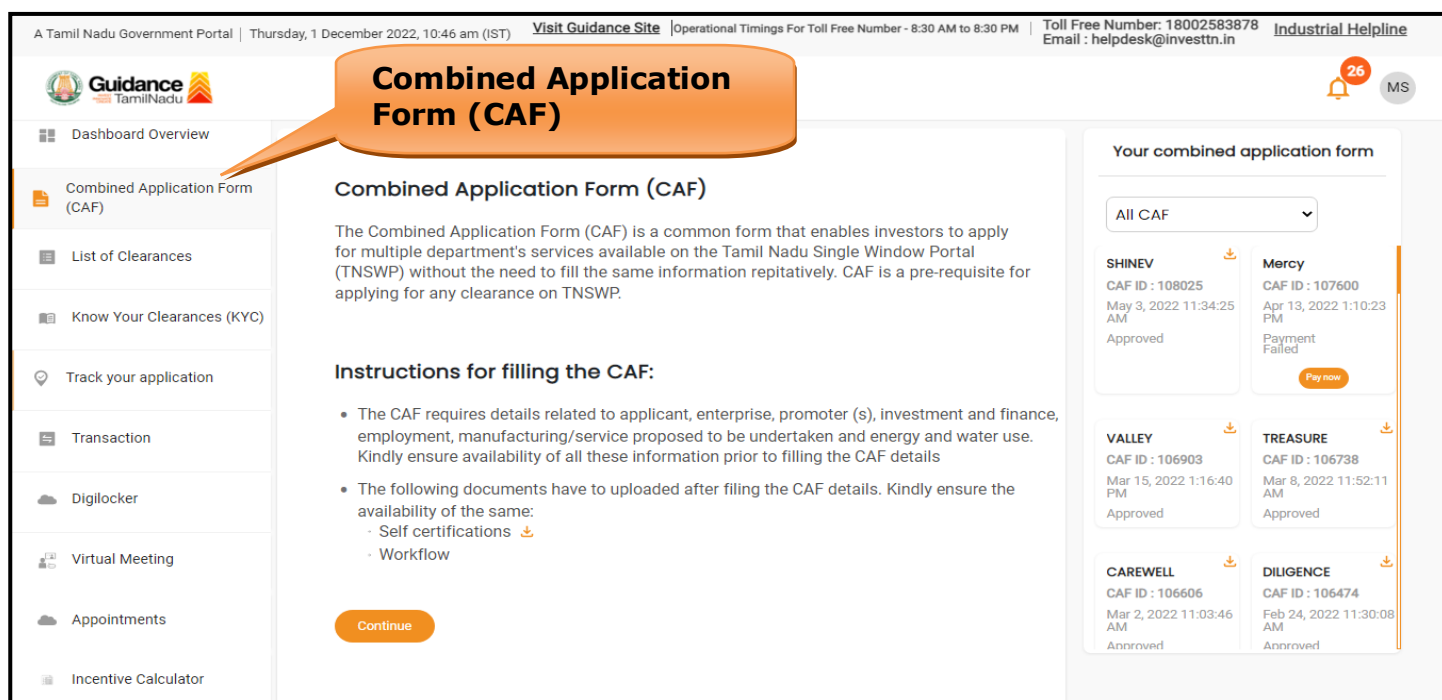 A Tamil Nadu Government Portal | Thursday, 1 December 2022, 10:46 am (IST)
Visit Guidance Site | Operational Timings For Toll Free Number - 8:30 AM to 8:30 PM |
Toll Free Number: 18002583878
Email : helpdesk@investtn.in
Industrial Helpline
Guidance
TamilNadu
Combined Application
Form (CAF)
26
MS
Dashboard Overview
Combined Application Form
(CAF)
List of Clearances
Know Your Clearances (KYC)
Track your application
Transaction
Digilocker
Virtual Meeting
Appointments
Incentive Calculator
Combined Application Form (CAF)
The Combined Application Form (CAF) is a common form that enables investors to apply
for multiple department's services available on the Tamil Nadu Single Window Portal
(TNSWP) without the need to fill the same information repitatively. CAF is a pre-requisite for
applying for any clearance on TNSWP.
Instructions for filling the CAF:
• The CAF requires details related to applicant, enterprise, promoter (s), investment and finance,
employment, manufacturing/service proposed to be undertaken and energy and water use.
Kindly ensure availability of all these information prior to filling the CAF details
• The following documents have to uploaded after filing the CAF details. Kindly ensure the
availability of the same:
· Self certifications
· Workflow
Continue
Your combined application form
All CAF
SHINEV
CAF ID : 108025
May 3, 2022 11:34:25
AM
Approved
Mercy
CAF ID : 107600
Apr 13, 2022 1:10:23
PM
Payment
Failed
Pay now
VALLEY
CAF ID : 106903
Mar 15, 2022 1:16:40
PM
Approved
TREASURE
CAF ID : 106738
Mar 8, 2022 11:52:11
AM
Approved
CAREWELL
CAF ID : 106606
Mar 2, 2022 11:03:46
AM
Approved
DILIGENCE
CAF ID : 106474
Feb 24, 2022 11:30:08
AM
Approved